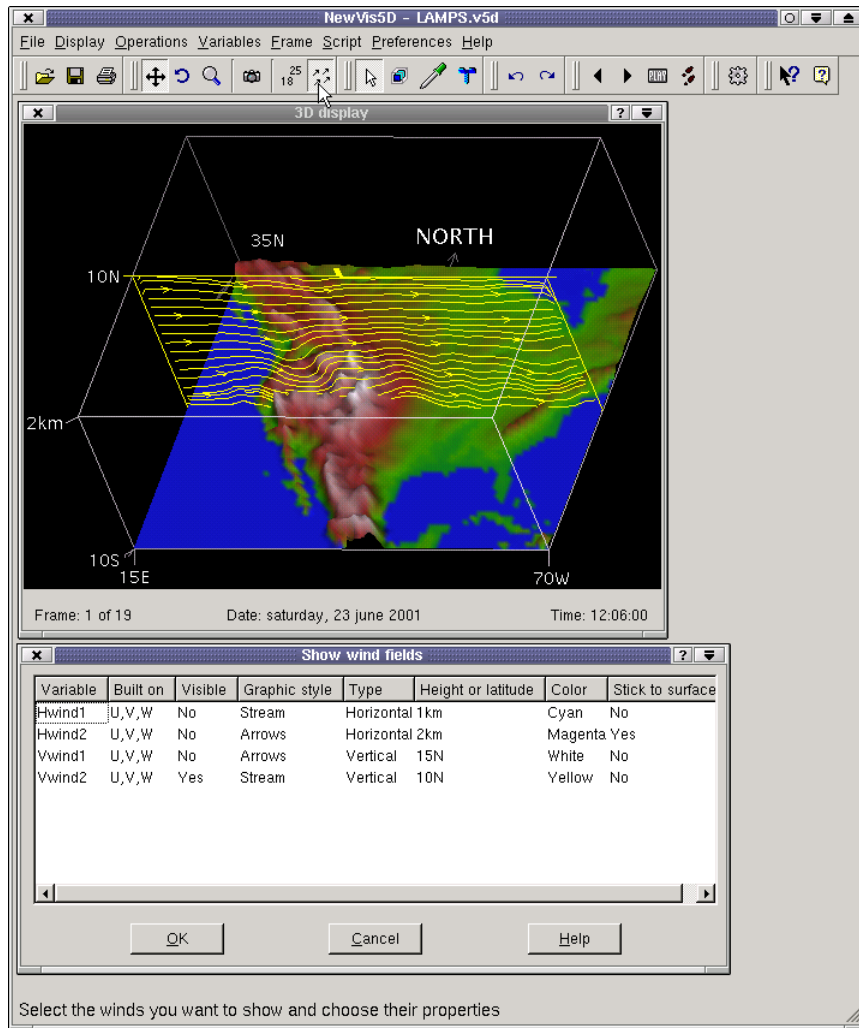 NewVis5D - LAMPS.v5d
File Display Operations Variables Frame Script Preferences Help
18 25
PLAY
3D display
35N
NORTH
10N
2km
10S
15E
70W
Frame: 1 of 19 Date: saturday, 23 june 2001 Time: 12:06:00
Show wind fields
Variable Built on Visible Graphic style Type Height or latitude Color Stick to surface
Hwind1 U,V,W No Stream Horizontal 1km Cyan No
Hwind2 U,V,W No Arrows Horizontal 2km Magenta Yes
Vwind1 U,V,W No Arrows Vertical 15N White No
Vwind2 U,V,W Yes Stream Vertical 10N Yellow No
OK Cancel Help
Select the winds you want to show and choose their properties